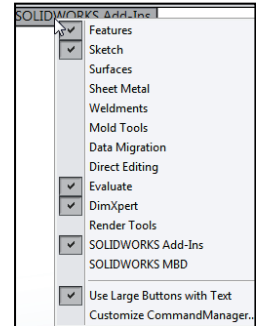 SOLIDWORKS Add-Ins
Features
Sketch
Surfaces
Sheet Metal
Weldments
Mold Tools
Data Migration
Direct Editing
Evaluate
DimXpert
Render Tools
SOLIDWORKS Add-Ins
SOLIDWORKS MBD
Use Large Buttons with Text
Customize CommandManager..